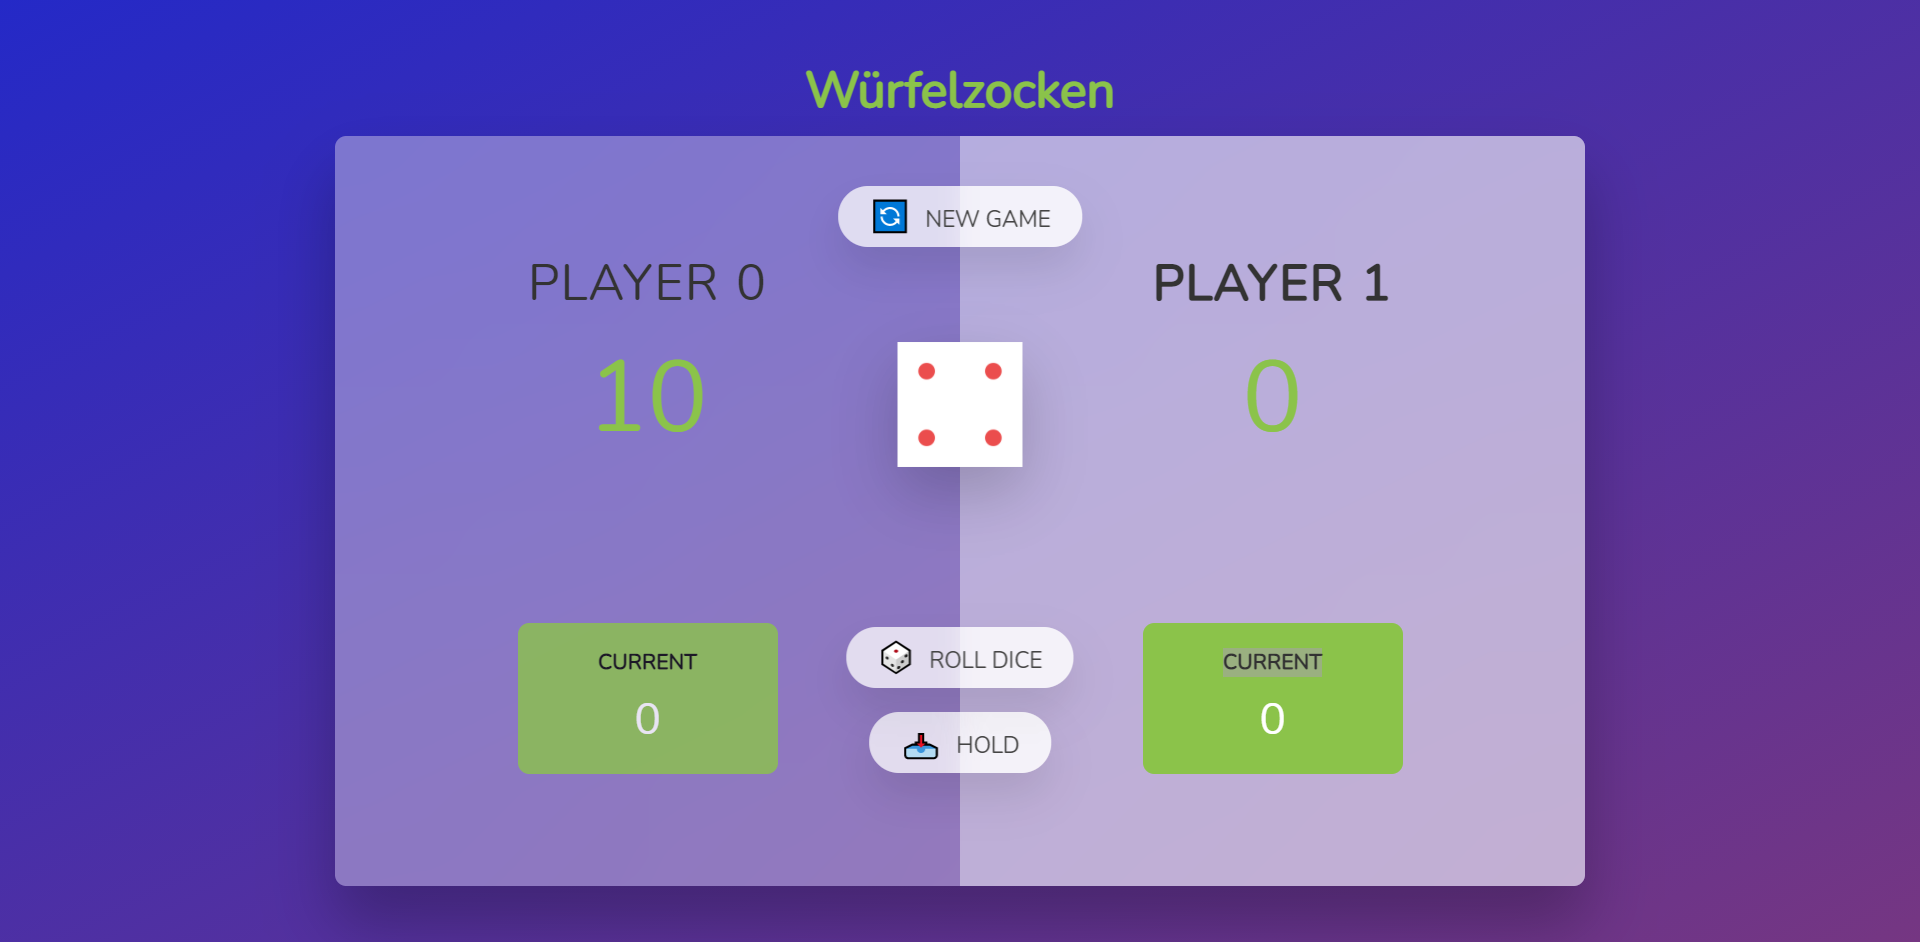 Würfelzocken
NEW GAME
PLAYER 0
10
PLAYER 1
0
CURRENT
0
ROLL DICE
HOLD
CURRENT
0